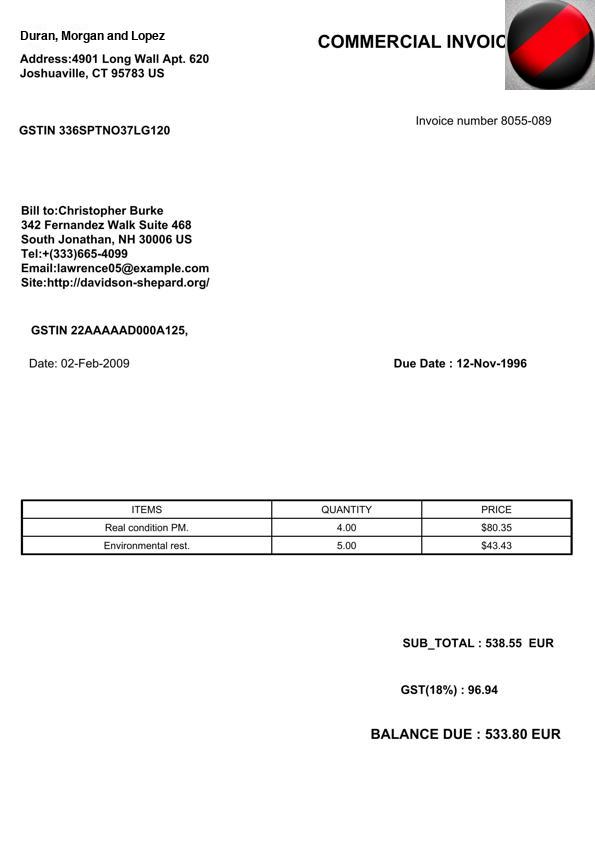 Duran, Morgan and Lopez
COMMERCIAL INVOIC
Address:4901 Long Wall Apt. 620
Joshuaville, CT 95783 US
Invoice number 8055-089
GSTIN 336SPTNO37LG120
Bill to:Christopher Burke
342 Fernandez Walk Suite 468
South Jonathan, NH 30006 US
Tel:+(333)665-4099
Email:lawrence05@example.com
Site:http://davidson-shepard.org/
GSTIN 22AAAAAD000A125,
Date: 02-Feb-2009 Due Date : 12-Nov-1996
ITEMS QUANTITY PRICE
Real condition PM. 4.00 $80.35
Environmental rest. 5.00 $43.43
SUB_TOTAL : 538.55 EUR
GST(18%) : 96.94
BALANCE DUE : 533.80 EUR